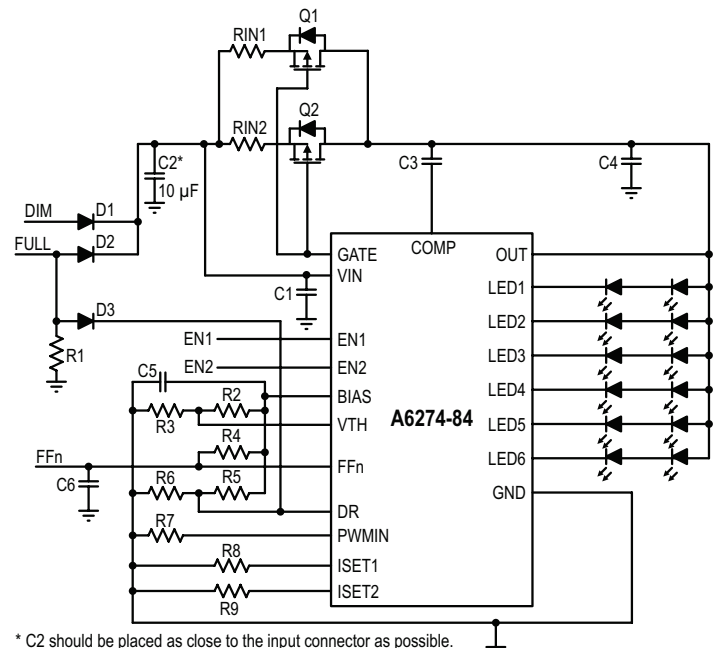 Q1
RIN1
Q2
RIN2
C2*
10 µF
C3
C4
DIM
D1
FULL
D2
GATE
COMP
OUT
VIN
C1
LED1
D3
LED2
R1
EN1
EN1
LED3
EN2
EN2
C5
R2
BIAS
A6274-84
LED4
R3
VTH
LED5
R4
FFn
FFn
LED6
C6
R6
R5
GND
DR
R7
PWMIN
R8
ISET1
ISET2
R9
* C2 should be placed as close to the input connector as possible.